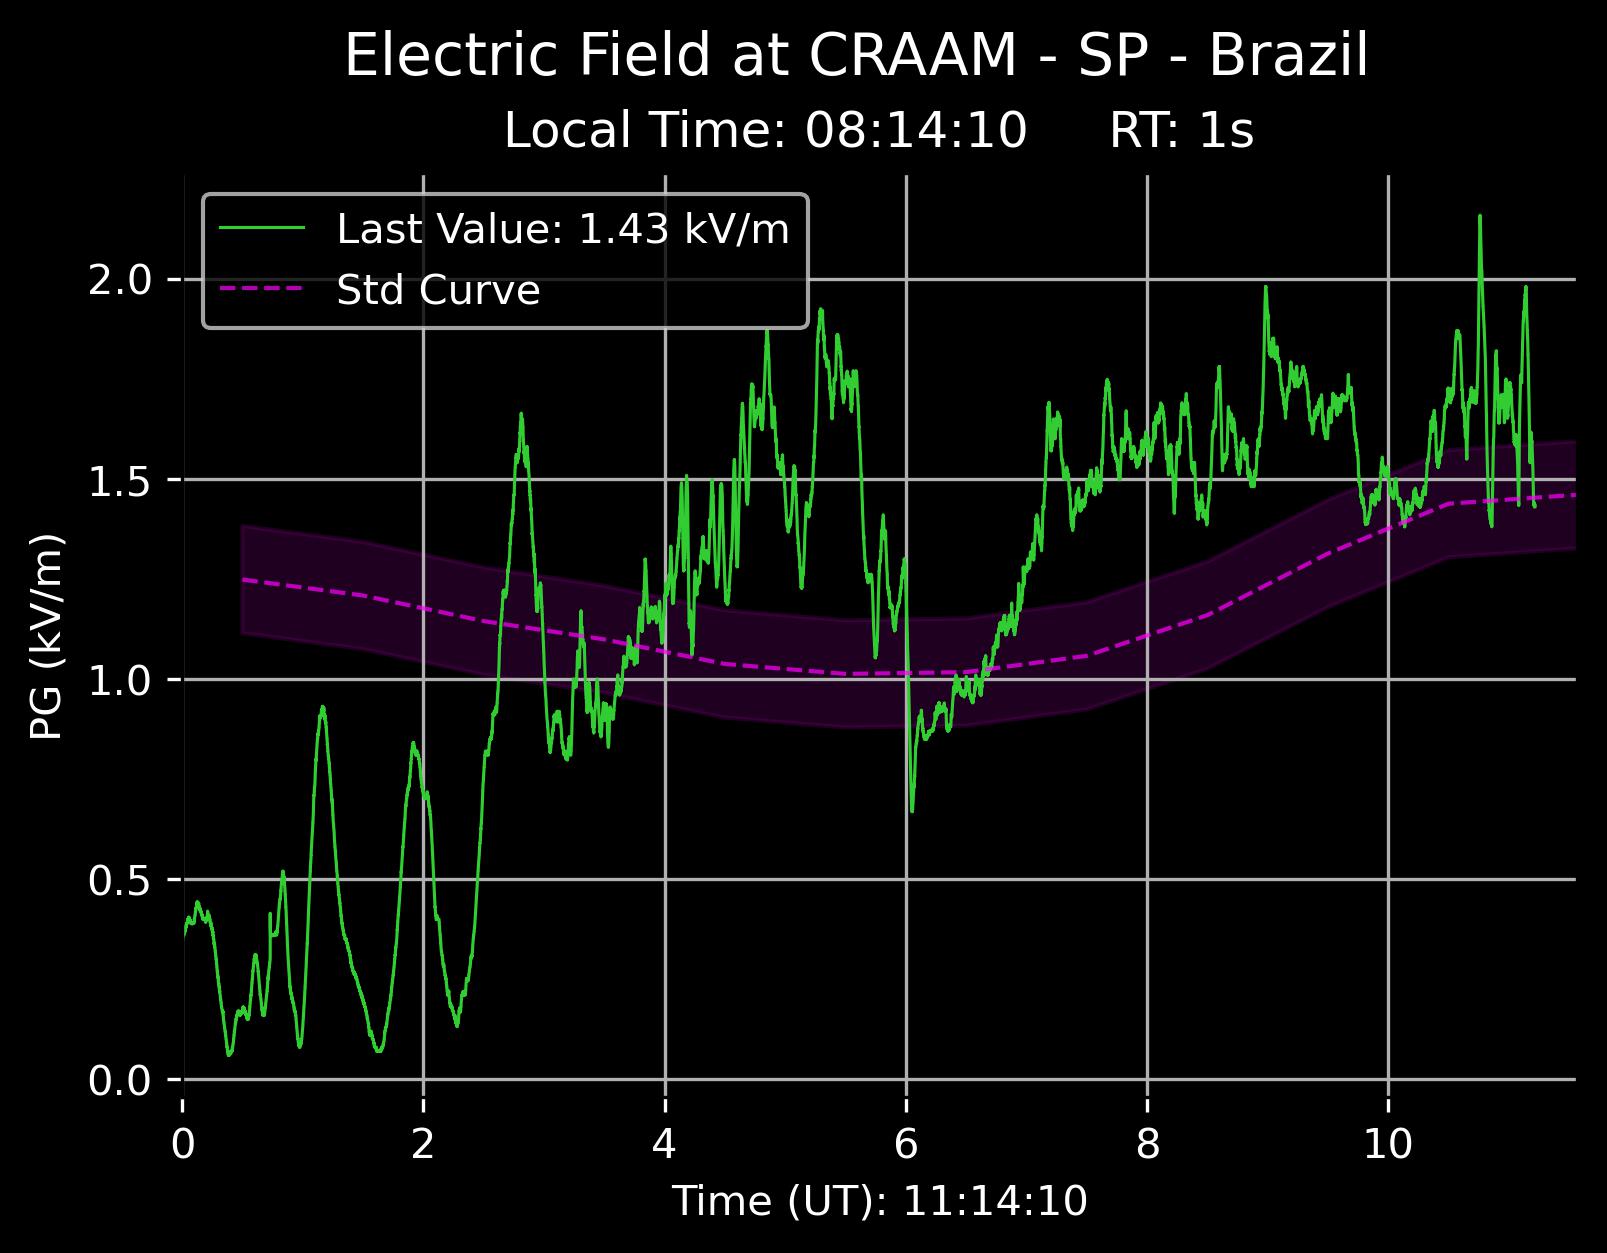 Electric Field at CRAAM - SP - Brazil
Local Time: 08:14:10 RT: 1s
Last Value: 1.43 kV/m
Std Curve
PG (kV/m)
2.0
1.5
1.0
0.5
0.0
0 2 4 6 8 10
Time (UT): 11:14:10